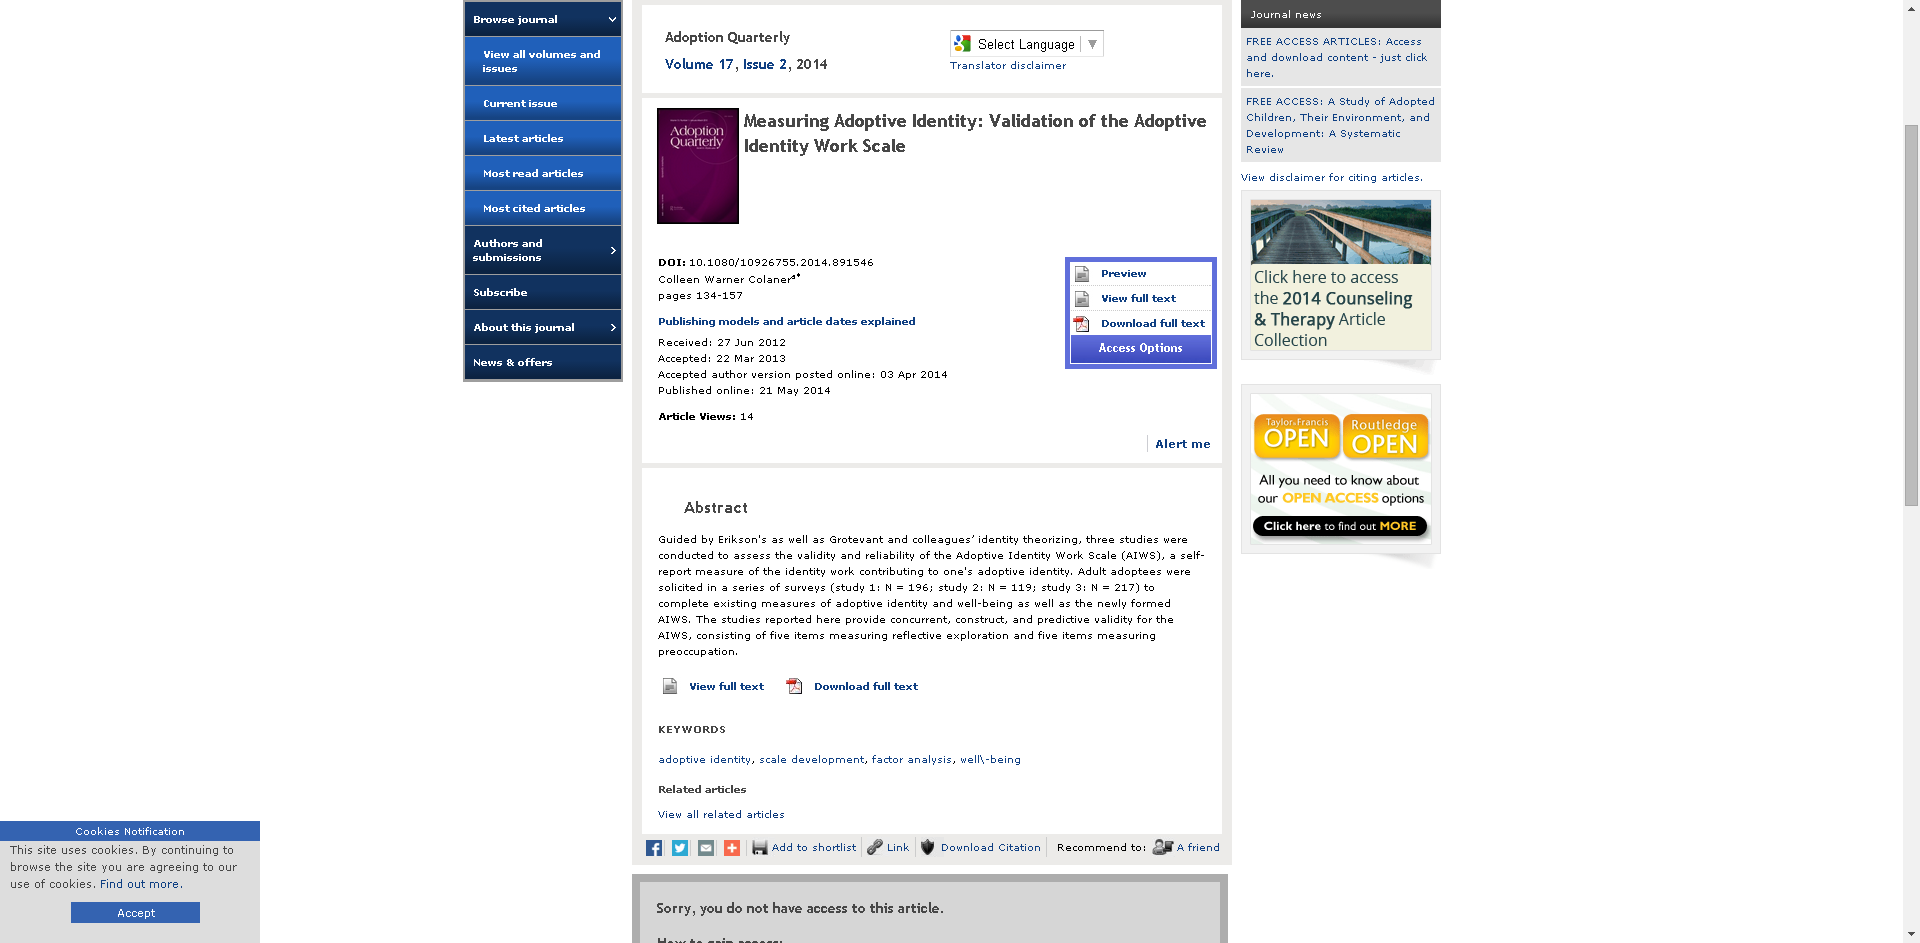 Browse journal
View all volumes and
issues
Current issue
Latest articles
Most read articles
Most cited articles
Authors and
submissions
Subscribe
About this journal
News & offers
Adoption Quarterly
Volume 17, Issue 2, 2014
Select Language
Translator disclaimer
Adoption
Quarterly
Measuring Adoptive Identity: Validation of the Adoptive
Identity Work Scale
DOI: 10.1080/10926755.2014.891546
Colleen Warner Colanerª*
pages 134-157
Publishing models and article dates explained
Received: 27 Jun 2012
Accepted: 22 Mar 2013
Accepted author version posted online: 03 Apr 2014
Published online: 21 May 2014
Article Views: 14
Preview
View full text
Download full text
Access Options
Alert me
Abstract
Guided by Erikson's as well as Grotevant and colleagues’ identity theorizing, three studies were
conducted to assess the validity and reliability of the Adoptive Identity Work Scale (AIWS), a self-
report measure of the identity work contributing to one's adoptive identity. Adult adoptees were
solicited in a series of surveys (study 1: N = 196; study 2: N = 119; study 3: N = 217) to
complete existing measures of adoptive identity and well-being as well as the newly formed
AIWS. The studies reported here provide concurrent, construct, and predictive validity for the
AIWS, consisting of five items measuring reflective exploration and five items measuring
preoccupation.
View full text Download full text
KEYWORDS
adoptive identity, scale development, factor analysis, well\-being
Related articles
View all related articles
Add to shortlist Link Download Citation Recommend to: A friend
Sorry, you do not have access to this article.
How to gain access:
Journal news
FREE ACCESS ARTICLES: Access
and download content - just click
here.
FREE ACCESS: A Study of Adopted
Children, Their Environment, and
Development: A Systematic
Review
View disclaimer for citing articles.
Click here to access
the 2014 Counseling
& Therapy Article
Collection
Taylor & Francis
OPEN
Routledge
OPEN
All you need to know about
our OPEN ACCESS options
Click here to find out MORE
Cookies Notification
This site uses cookies. By continuing to
browse the site you are agreeing to our
use of cookies. Find out more.
Accept